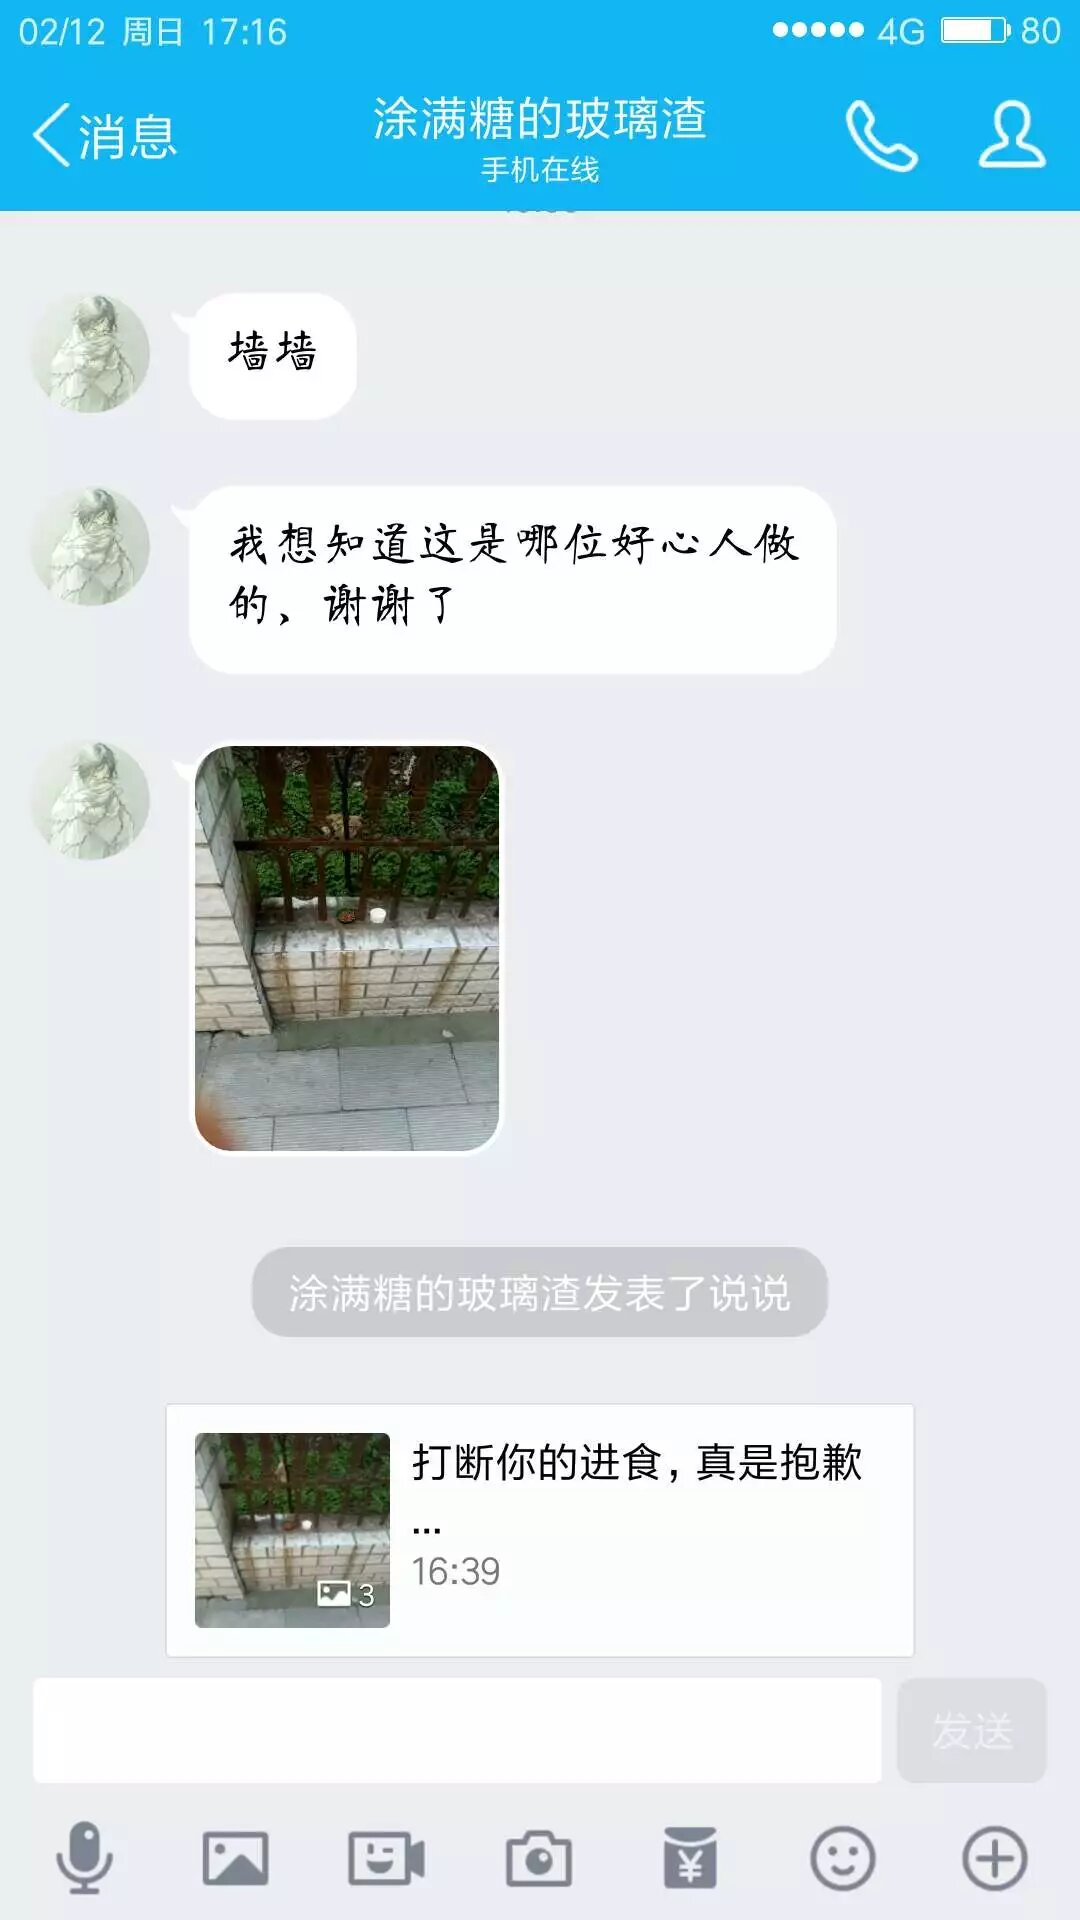 02/12 周日 17:16
4G 80
消息
涂满糖的玻璃渣
手机在线
墙墙
我想知道这是哪位好心人做
的、谢谢了
涂满糖的玻璃渣发表了说说
打断你的进食，真是抱歉
...
16:39
3
发送